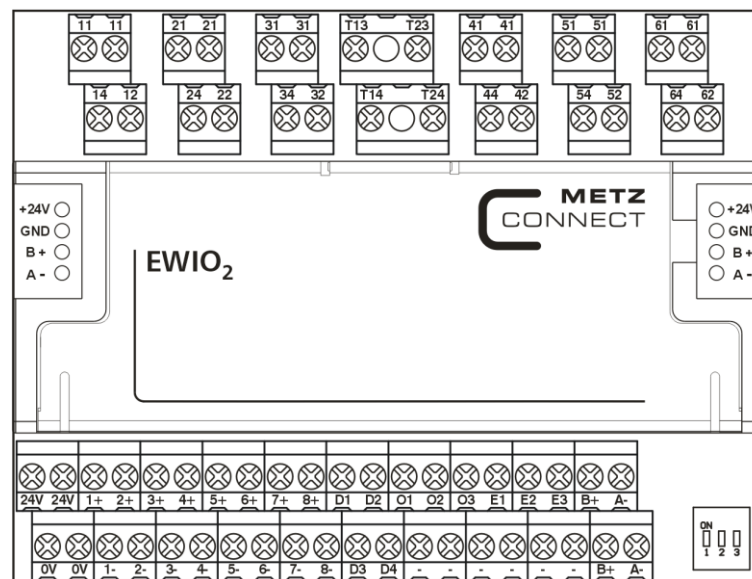 11 11 21 21 31 31 T13 T23 41 41 51 51 61 61
14 12 24 22 34 32 T14 T24 44 42 54 52 64 62
METZ
CONNECT
+24V
GND
B +
A -
+24V
GND
B +
A -
EWIO2
24V 24V 1+ 2+ 3+ 4+ 5+ 6+ 7+ 8+ D1 D2 O1 O2 O3 E1 E2 E3 B+ A-
ON
1 2 3
0V 0V 1- 2- 3- 4- 5- 6- 7- 8- D3 D4 - - - - - - B+ A-